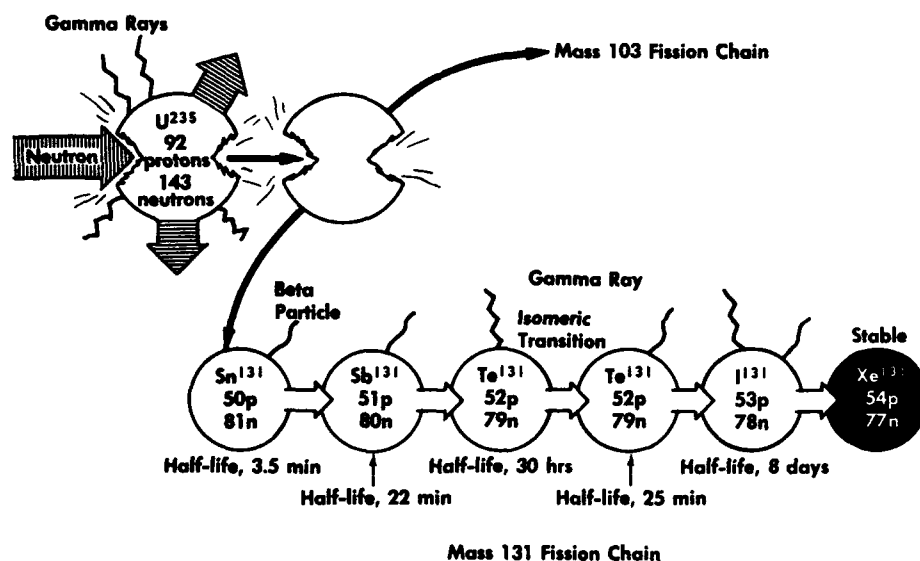 Gamma Rays
Mass 103 Fission Chain
U²³⁵
92
protons
143
neutrons
Neutron
Beta
Particle
Gamma Ray
Isomeric
Transition
Stable
Sn¹³¹
50p
81n
Sb¹³¹
51p
80n
Te¹³¹
52p
79n
Te¹³¹
52p
79n
I¹³¹
53p
78n
Xe¹³¹
54p
77n
Half-life, 3.5 min
Half-life, 22 min
Half-life, 30 hrs
Half-life, 25 min
Half-life, 8 days
Mass 131 Fission Chain